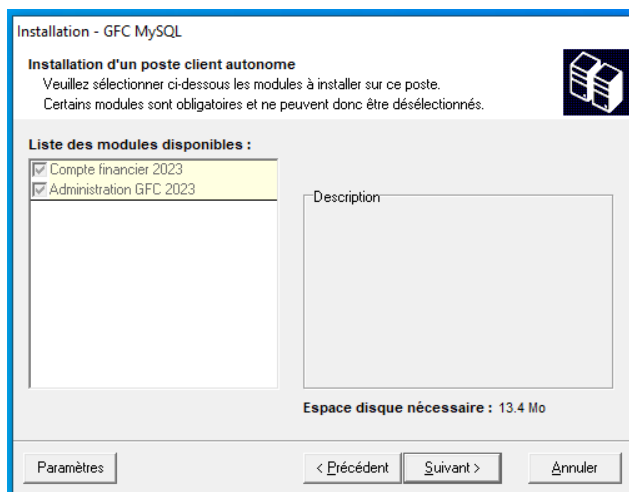 Installation - GFC MySQL
Installation d'un poste client autonome
Veuillez sélectionner ci-dessous les modules à installer sur ce poste.
Certains modules sont obligatoires et ne peuvent donc être désélectionnés.
Liste des modules disponibles :
Compte financier 2023
Administration GFC 2023
Description
Espace disque nécessaire : 13.4 Mo
Paramètres
< Précédent
Suivant >
Annuler